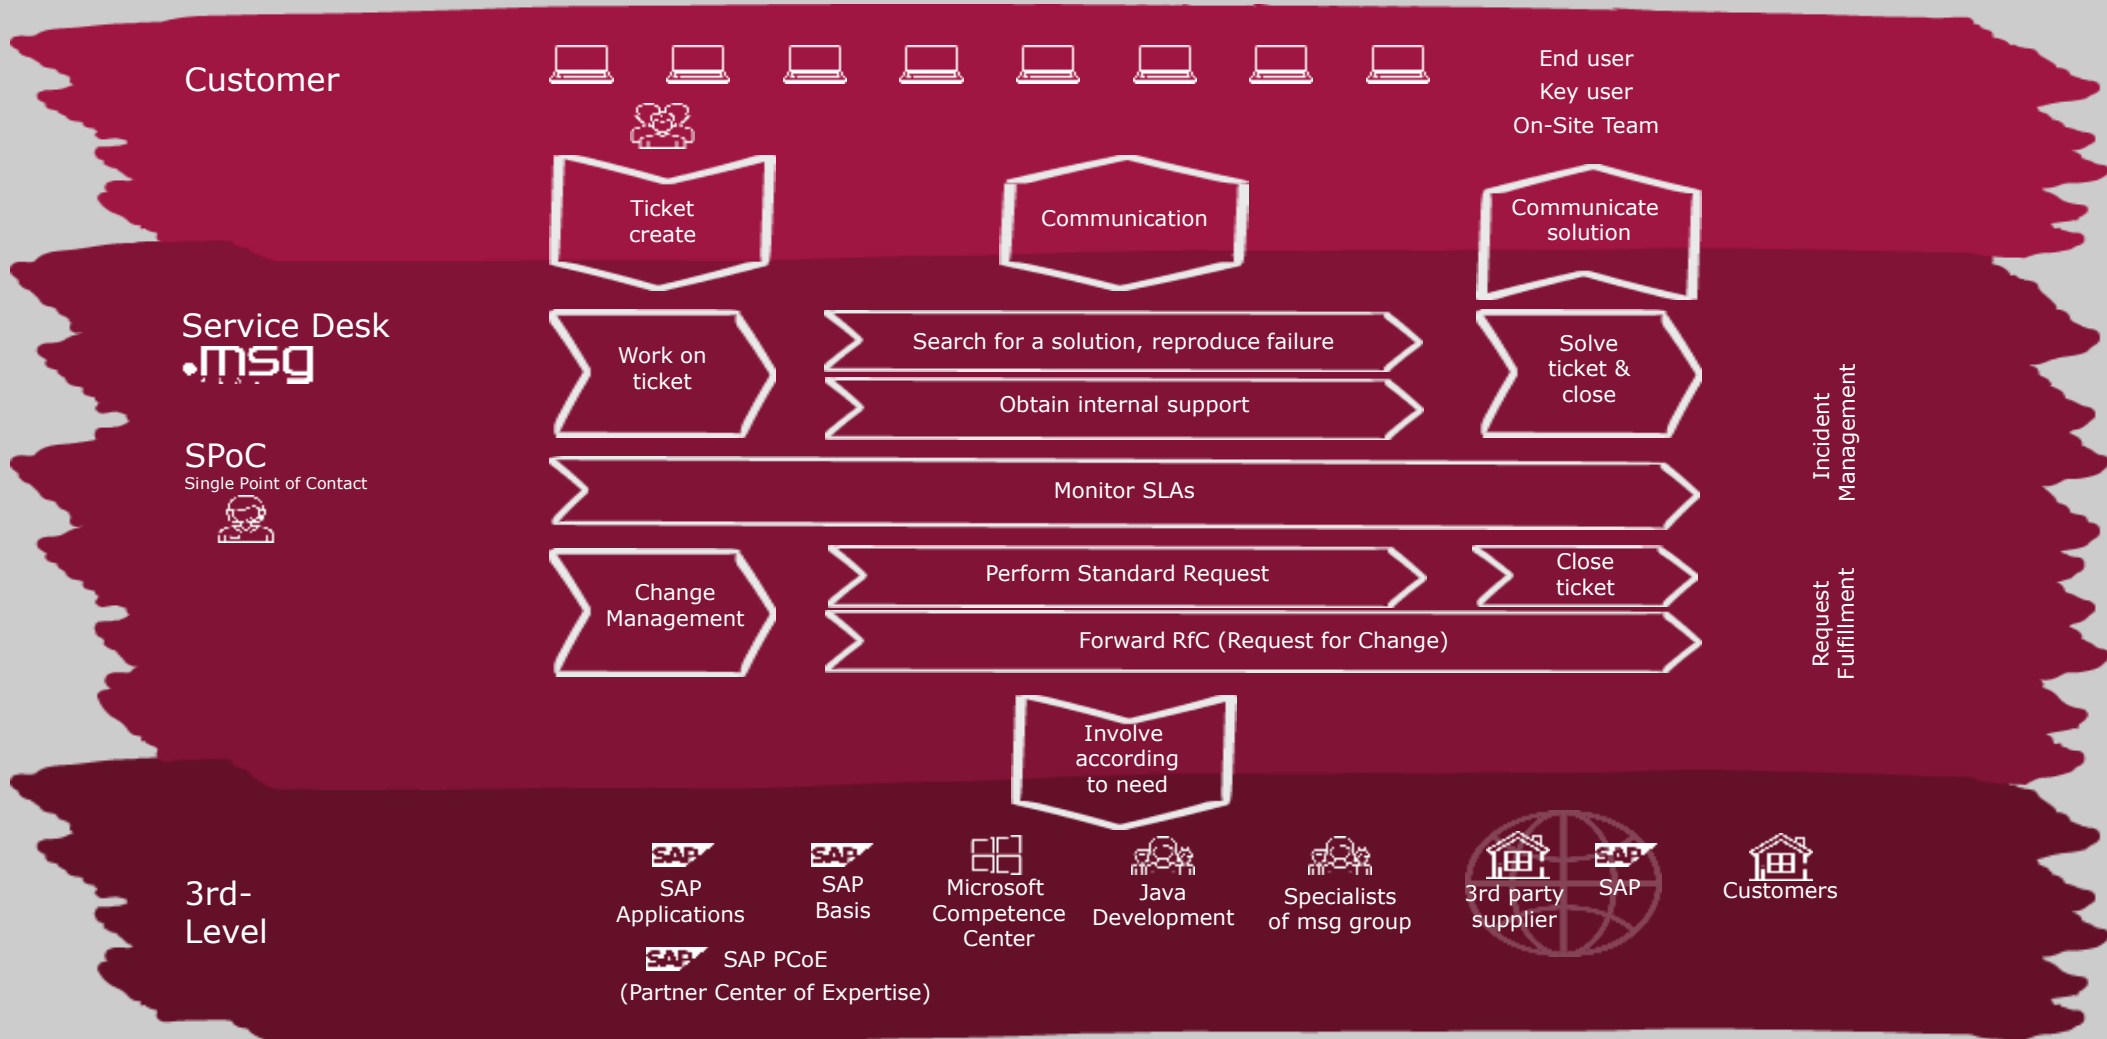 Customer
End user
Key user
On-Site Team
Ticket
create
Communication
Communicate
solution
Service Desk
.msg
Work on
ticket
Search for a solution, reproduce failure
Obtain internal support
Solve
ticket &
close
Incident
Management
SPoC
Single Point of Contact
Monitor SLAs
Change
Management
Perform Standard Request
Close
ticket
Forward RfC (Request for Change)
Request
Fulfillment
Involve
according
to need
3rd-
Level
SAP
SAP
Applications
SAP
SAP
Basis
Microsoft
Competence
Center
Java
Development
Specialists
of msg group
3rd party
supplier
SAP
SAP
Customers
SAP SAP PCoE
(Partner Center of Expertise)